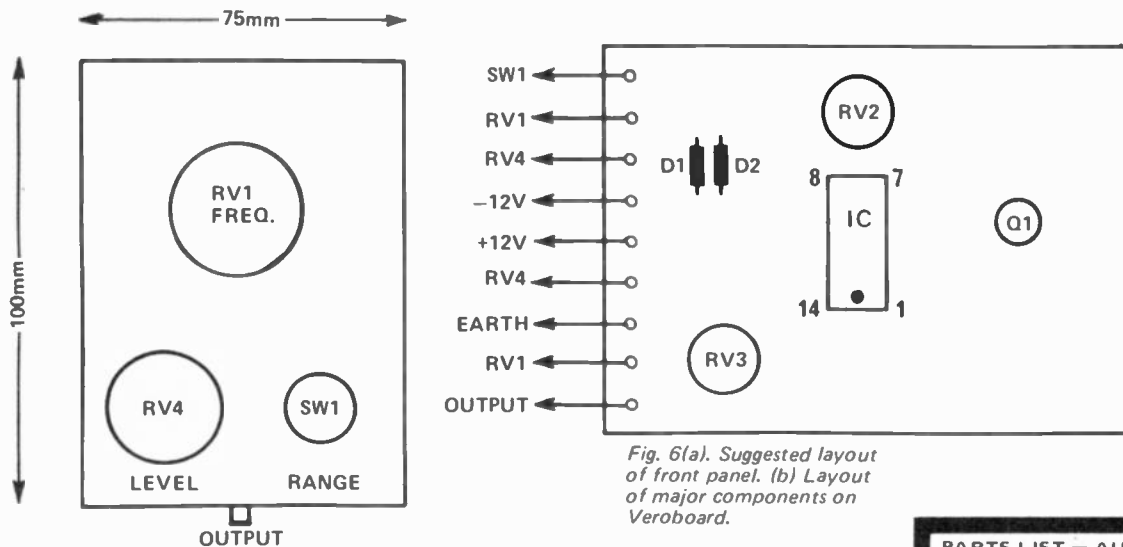 75mm
100mm
RV1
FREQ.
RV4
SW1
LEVEL RANGE
OUTPUT
SW1
RV1
RV4
−12V
+12V
RV4
EARTH
RV1
OUTPUT
RV2
D1 D2
8 7
IC
Q1
14 1
RV3
Fig. 6(a). Suggested layout
of front panel. (b) Layout
of major components on
Veroboard.
PARTS LIST —